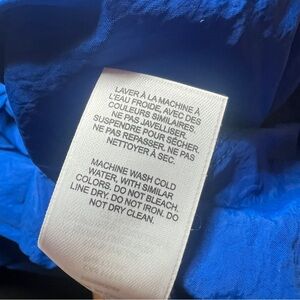 LAVER À LA MACHINE À
L'EAU FROIDE, AVEC DES
COULEURS SIMILAIRES.
NE PAS JAVELLISER.
SUSPENDRE POUR SÉCHER.
NE PAS REPASSER. NE PAS
NETTOYER À SEC.
MACHINE WASH COLD
WATER, WITH SIMILAR
COLORS. DO NOT BLEACH.
LINE DRY. DO NOT IRON. DO
NOT DRY CLEAN.